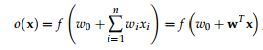 o(𝐱) = f ( w₀ + ∑ᵢ₌₁ⁿ wᵢxᵢ ) = f ( w₀ + 𝐰ᵀ𝐱 )